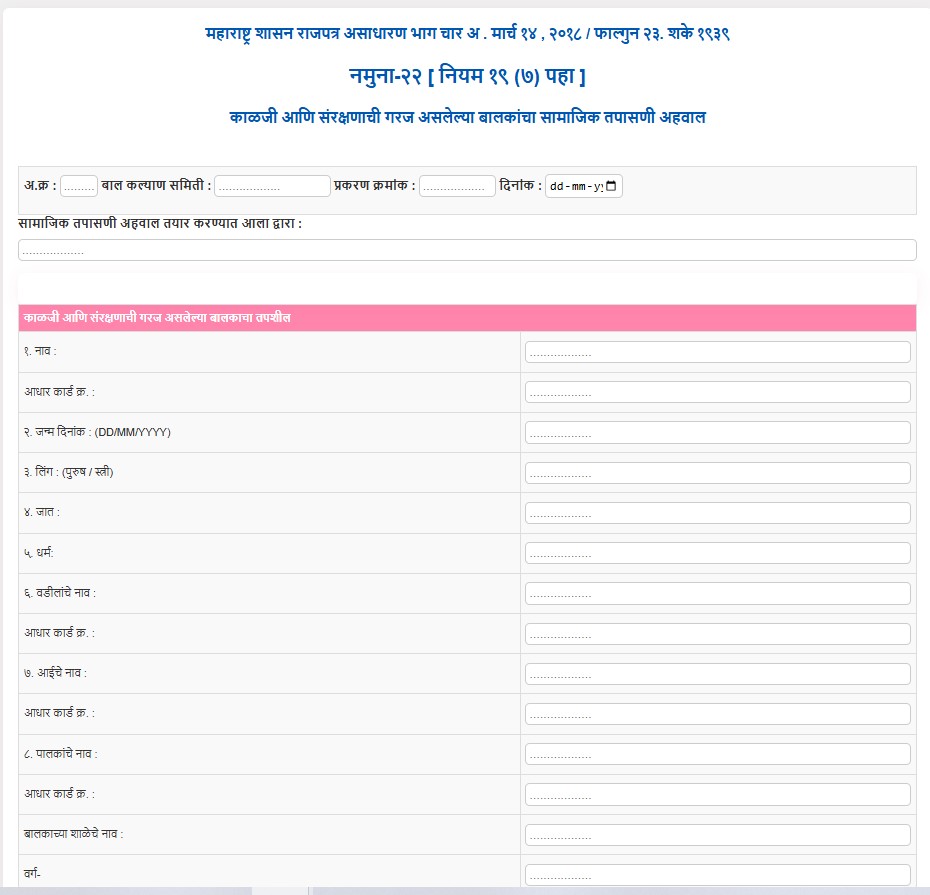 महाराष्ट्र शासन राजपत्र असाधारण भाग चार अ . मार्च १४ , २०१८ / फाल्गुन २३. शके १९३९
नमुना-२२ [ नियम १९ (७) पहा ]
काळजी आणि संरक्षणाची गरज असलेल्या बालकांचा सामाजिक तपासणी अहवाल
अ.क्र : ......... बाल कल्याण समिती : .................. प्रकरण क्रमांक : .................. दिनांक : dd-mm-yy
सामाजिक तपासणी अहवाल तयार करण्यात आला द्वारा :
..................
काळजी आणि संरक्षणाची गरज असलेल्या बालकाचा तपशील
१. नाव : ..................
आधार कार्ड क्र. : ..................
२. जन्म दिनांक : (DD/MM/YYYY) ..................
३. लिंग : (पुरुष / स्त्री) ..................
४. जात : ..................
५. धर्म: ..................
६. वडीलांचे नाव : ..................
आधार कार्ड क्र. : ..................
७. आईचे नाव : ..................
आधार कार्ड क्र. : ..................
८. पालकांचे नाव : ..................
आधार कार्ड क्र. : ..................
बालकाच्या शाळेचे नाव : ..................
वर्ग- ..................